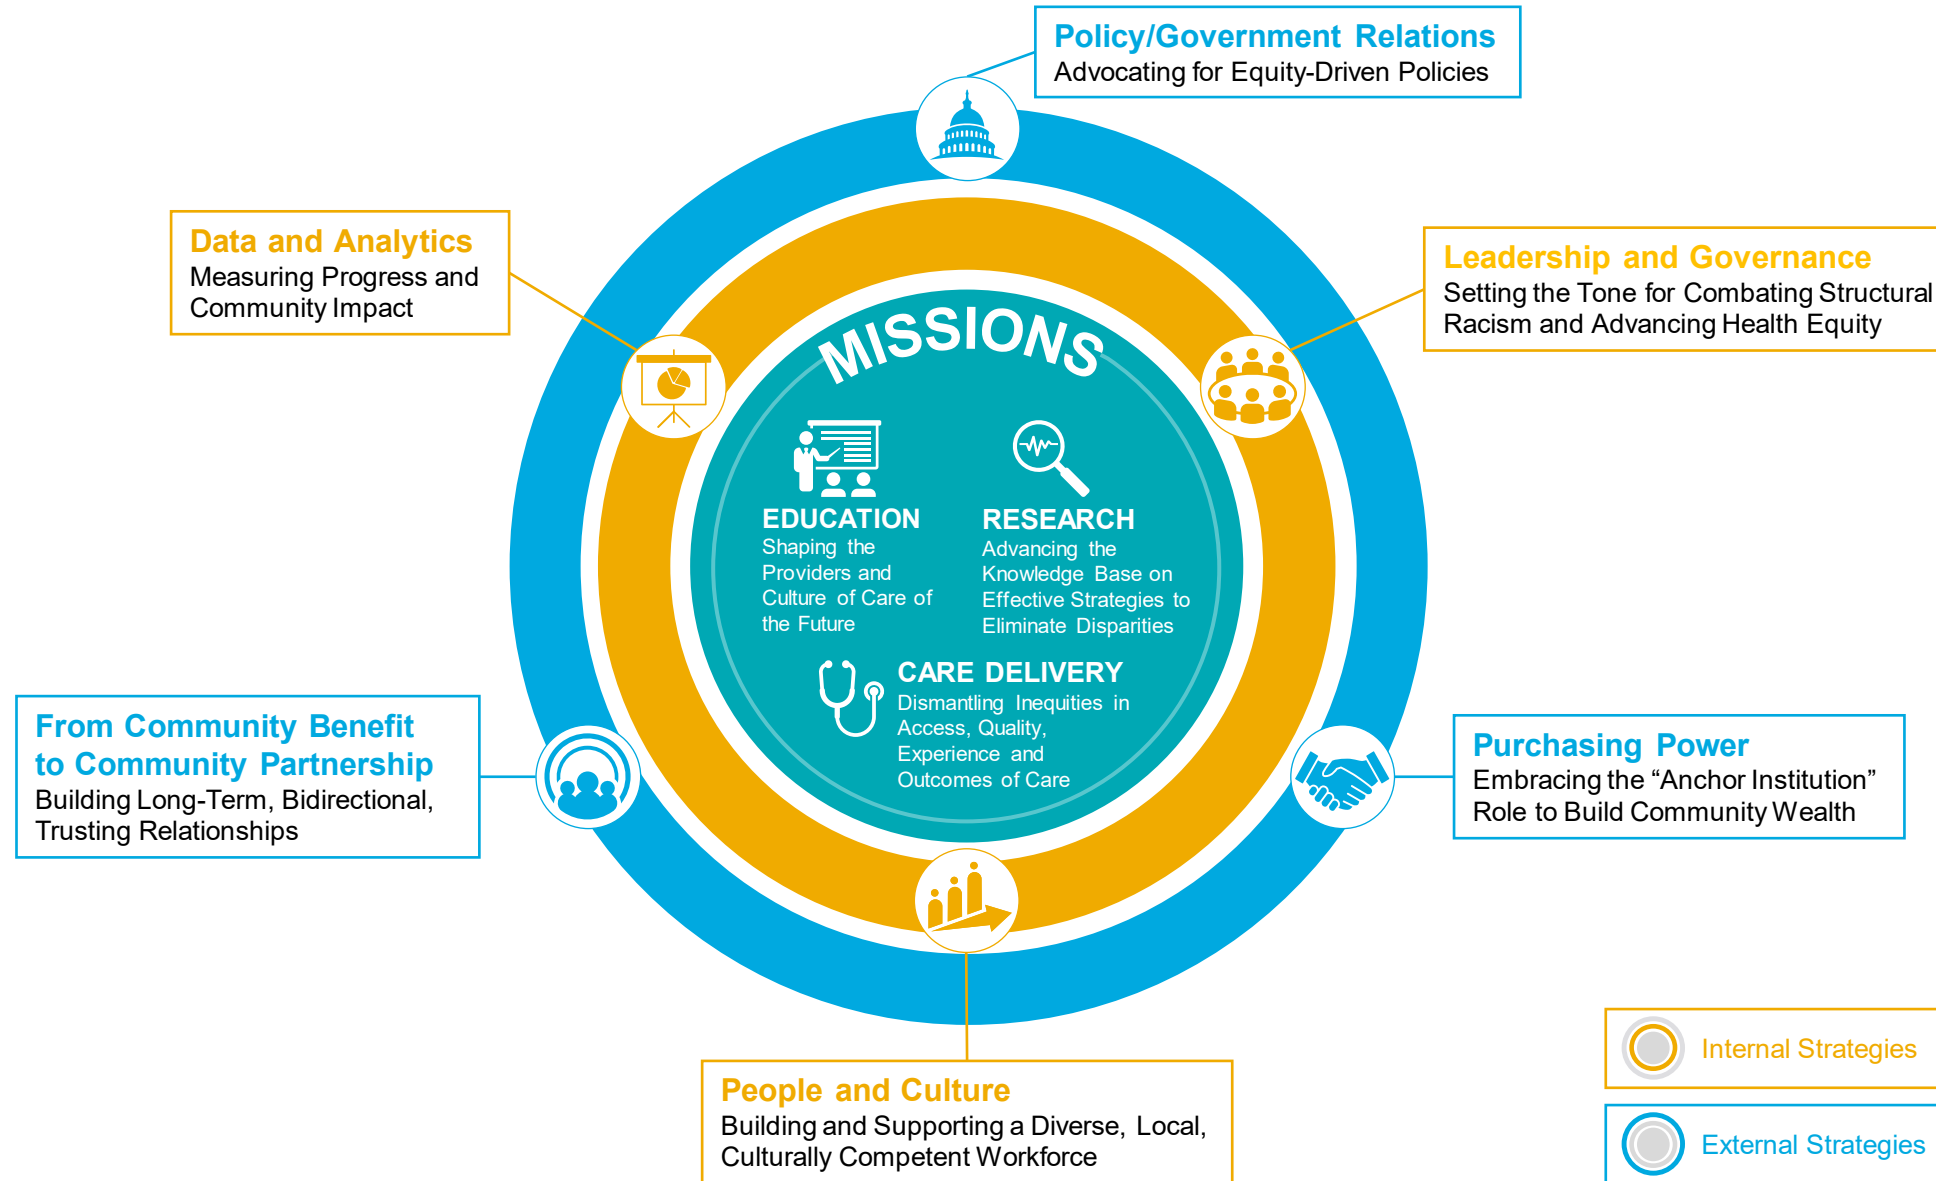 Policy/Government Relations
Advocating for Equity-Driven Policies
Data and Analytics
Measuring Progress and
Community Impact
Leadership and Governance
Setting the Tone for Combating Structural
Racism and Advancing Health Equity
MISSIONS
EDUCATION
Shaping the
Providers and
Culture of Care of
the Future
RESEARCH
Advancing the
Knowledge Base on
Effective Strategies to
Eliminate Disparities
CARE DELIVERY
Dismantling Inequities in
Access, Quality,
Experience and
Outcomes of Care
From Community Benefit
to Community Partnership
Building Long-Term, Bidirectional,
Trusting Relationships
Purchasing Power
Embracing the “Anchor Institution”
Role to Build Community Wealth
People and Culture
Building and Supporting a Diverse, Local,
Culturally Competent Workforce
Internal Strategies
External Strategies